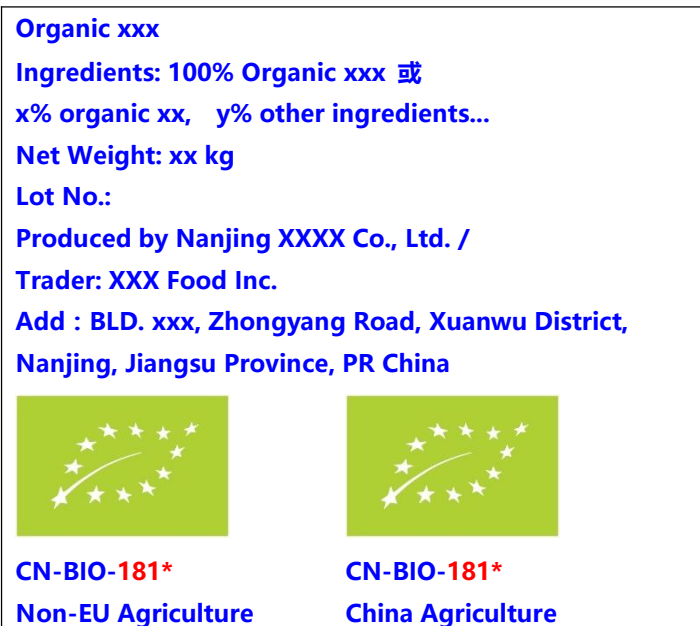 Organic xxx
Ingredients: 100% Organic xxx 或
x% organic xx, y% other ingredients...
Net Weight: xx kg
Lot No.:
Produced by Nanjing XXXX Co., Ltd. /
Trader: XXX Food Inc.
Add : BLD. xxx, Zhongyang Road, Xuanwu District,
Nanjing, Jiangsu Province, PR China
CN-BIO-181* CN-BIO-181*
Non-EU Agriculture China Agriculture